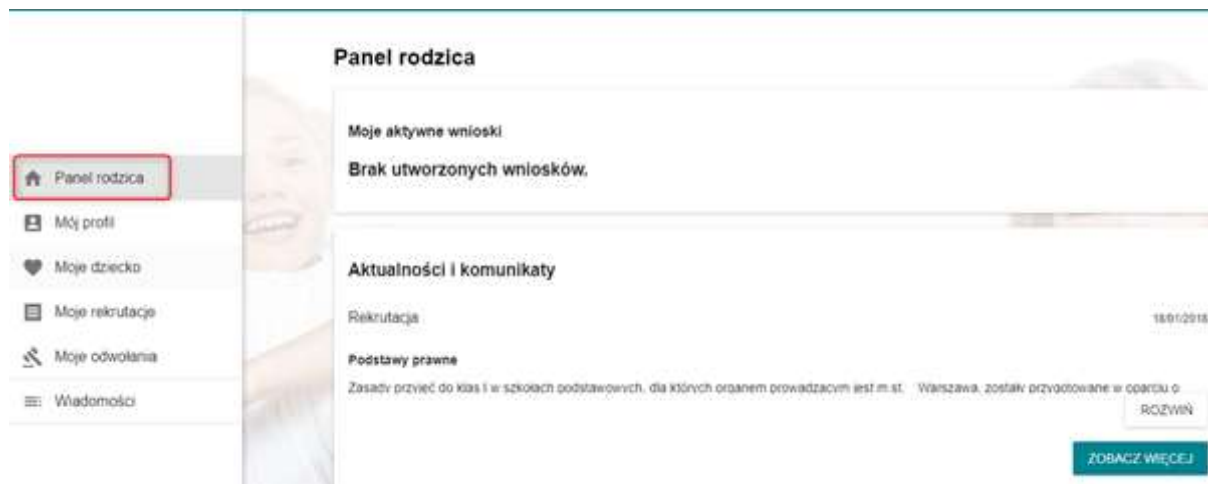 Panel rodzica
Mój profil
Moje dziecko
Moje rekrutacje
Moje odwołania
Wiadomości
Panel rodzica
Moje aktywne wnioski
Brak utworzonych wniosków.
Aktualności i komunikaty
Rekrutacja
18/01/2018
Podstawy prawne
Zasady przyjęć do klas I w szkołach podstawowych, dla których organem prowadzącym jest m.st. Warszawa, zostały przygotowane w oparciu o
ROZWIŃ
ZOBACZ WIĘCEJ